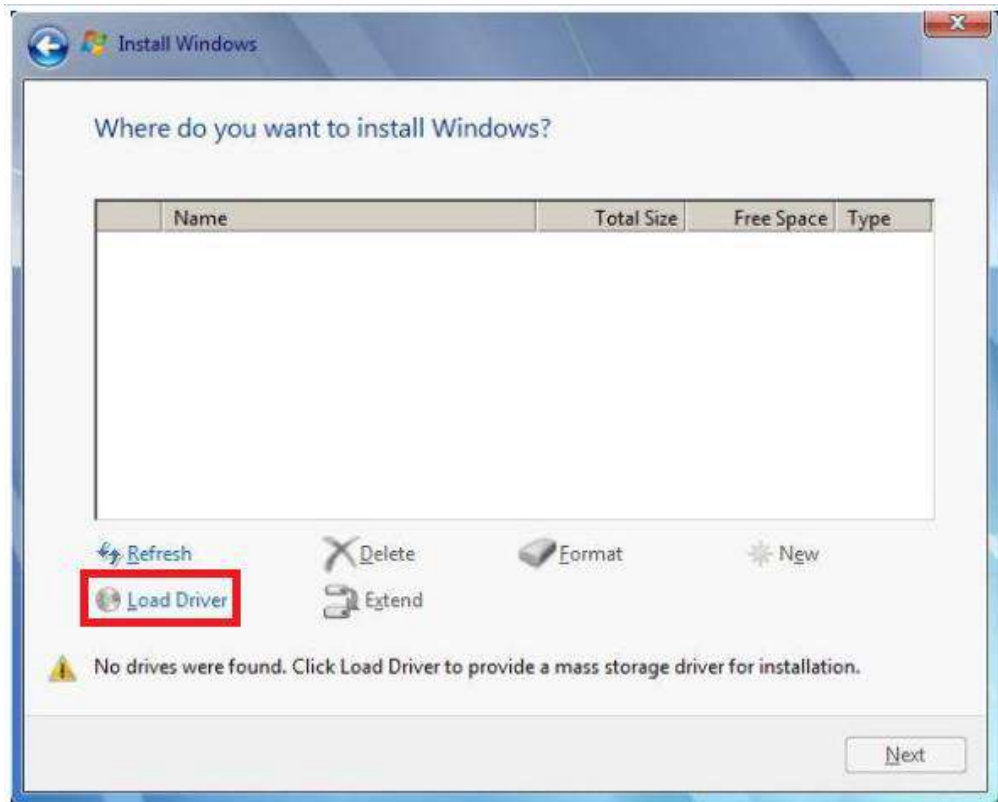 Install Windows
Where do you want to install Windows?
Name Total Size Free Space Type
Refresh Delete Format New
Load Driver Extend
No drives were found. Click Load Driver to provide a mass storage driver for installation.
Next